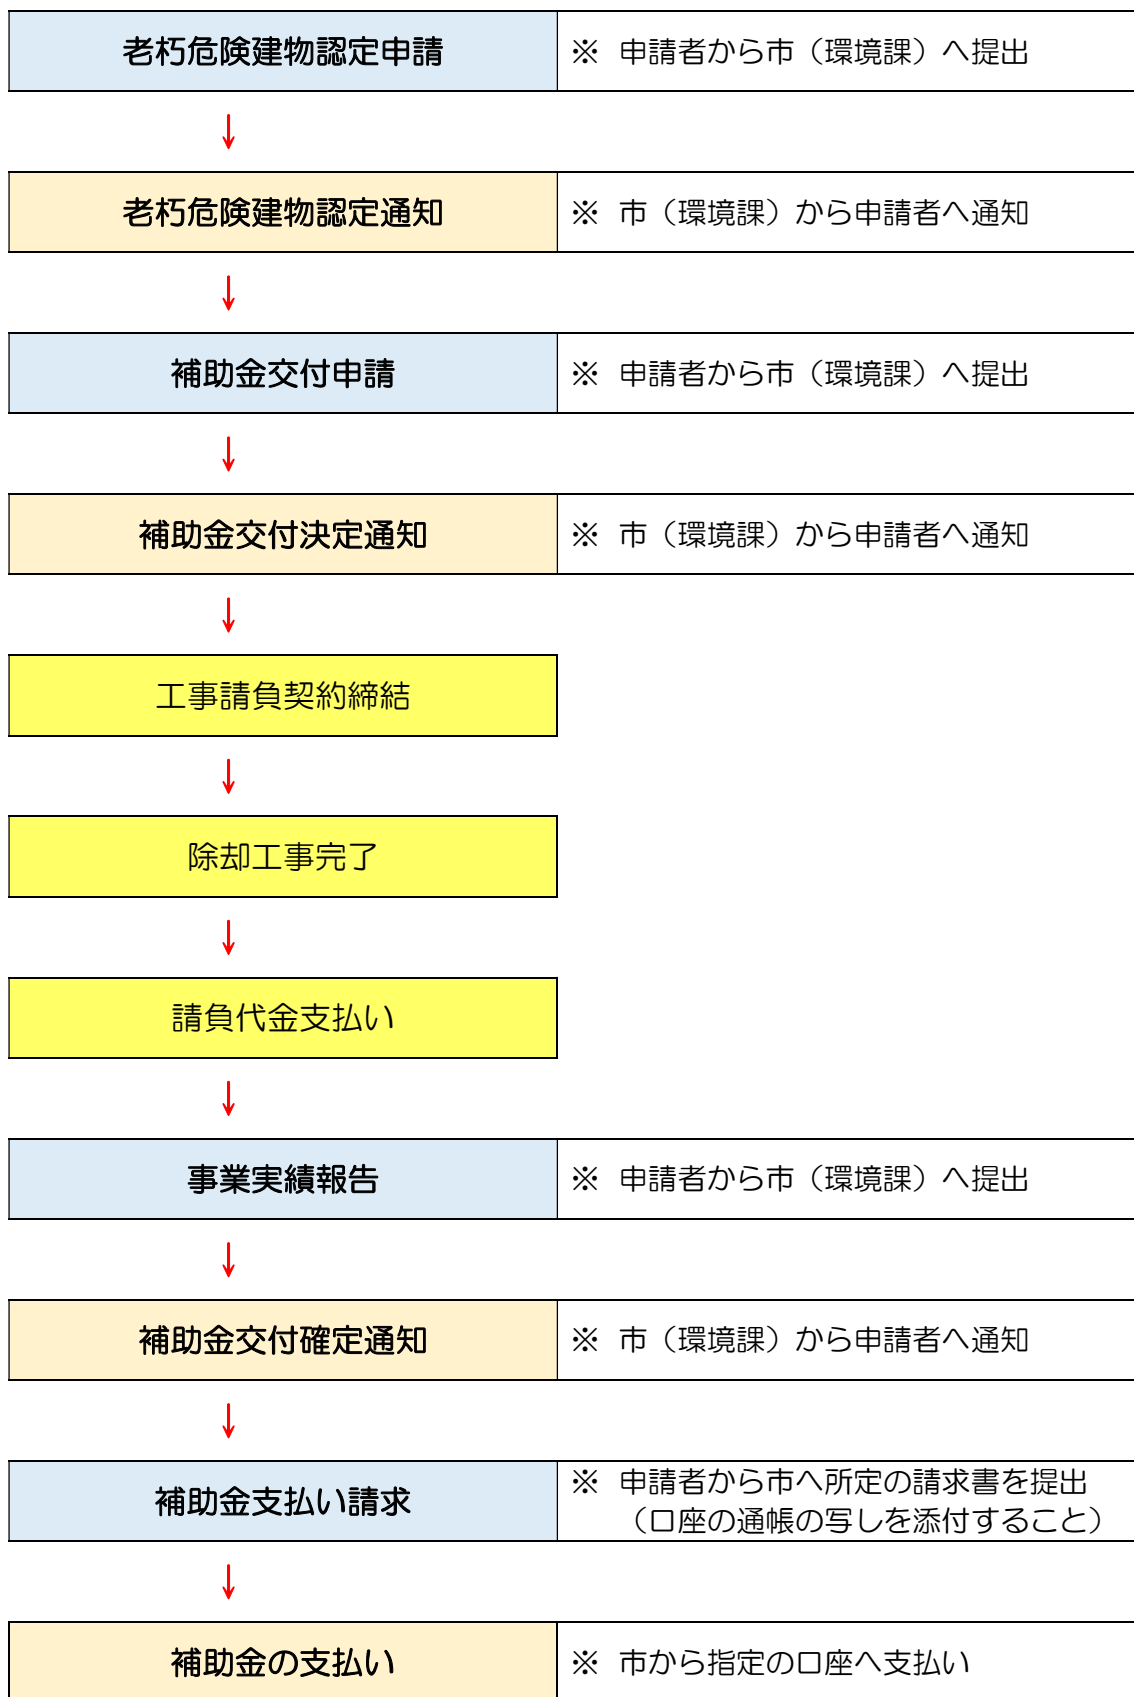 老朽危険建物認定申請
※ 申請者から市（環境課）へ提出
↓
老朽危険建物認定通知
※ 市（環境課）から申請者へ通知
↓
補助金交付申請
※ 申請者から市（環境課）へ提出
↓
補助金交付決定通知
※ 市（環境課）から申請者へ通知
↓
工事請負契約締結
↓
除却工事完了
↓
請負代金支払い
↓
事業実績報告
※ 申請者から市（環境課）へ提出
↓
補助金交付確定通知
※ 市（環境課）から申請者へ通知
↓
補助金支払い請求
※ 申請者から市へ所定の請求書を提出
（口座の通帳の写しを添付すること）
↓
補助金の支払い
※ 市から指定の口座へ支払い